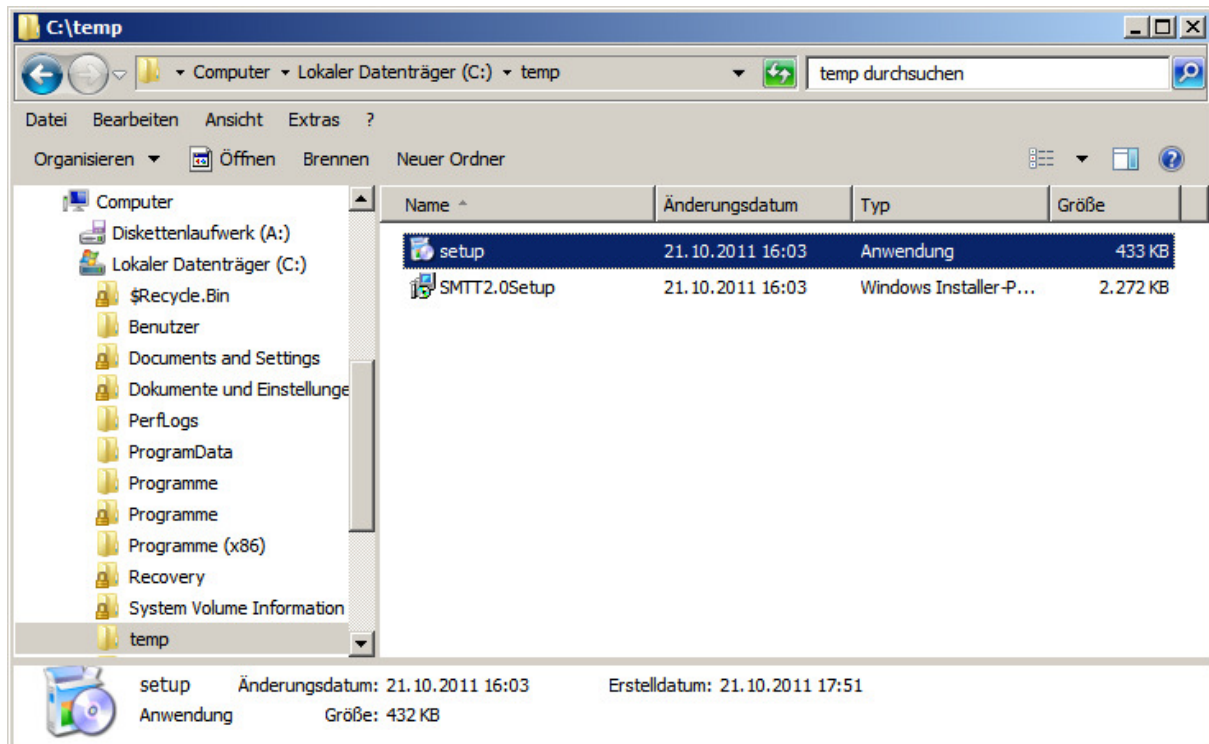 C:\temp
Computer Lokaler Datenträger (C:) temp
temp durchsuchen
Datei Bearbeiten Ansicht Extras ?
Organisieren Öffnen Brennen Neuer Ordner
Computer
Diskettenlaufwerk (A:)
Lokaler Datenträger (C:)
$Recycle.Bin
Benutzer
Documents and Settings
Dokumente und Einstellunge
PerfLogs
ProgramData
Programme
Programme
Programme (x86)
Recovery
System Volume Information
temp
Name Änderungsdatum Typ Größe
setup 21.10.2011 16:03 Anwendung 433 KB
SMTT2.0Setup 21.10.2011 16:03 Windows Installer-P... 2.272 KB
setup Änderungsdatum: 21.10.2011 16:03 Erstelldatum: 21.10.2011 17:51
Anwendung Größe: 432 KB